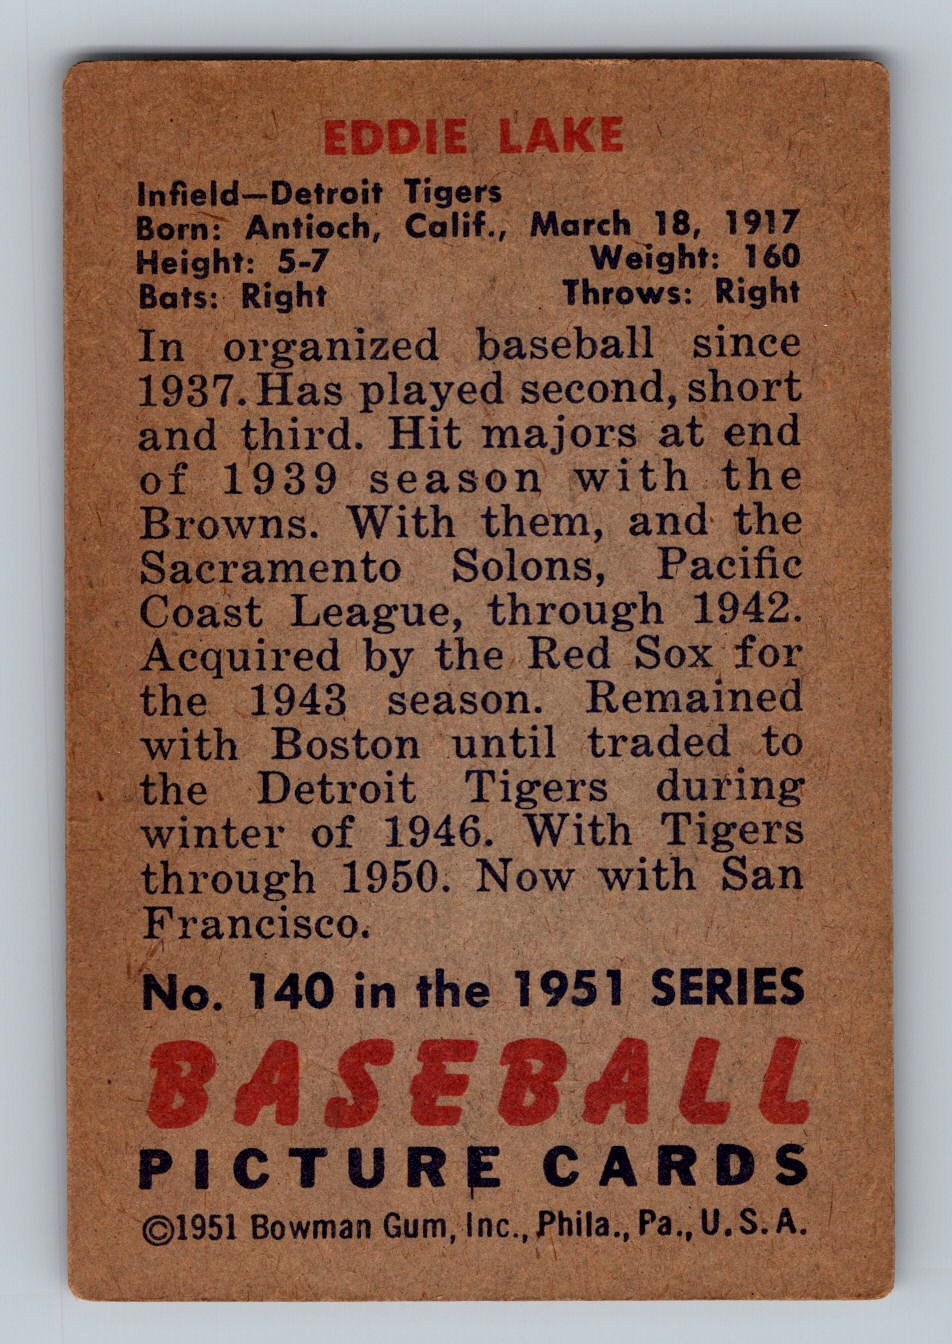 EDDIE LAKE
Infield—Detroit Tigers
Born: Antioch, Calif., March 18, 1917
Height: 5-7 Weight: 160
Bats: Right Throws: Right
In organized baseball since
1937. Has played second, short
and third. Hit majors at end
of 1939 season with the
Browns. With them, and the
Sacramento Solons, Pacific
Coast League, through 1942.
Acquired by the Red Sox for
the 1943 season. Remained
with Boston until traded to
the Detroit Tigers during
winter of 1946. With Tigers
through 1950. Now with San
Francisco.
No. 140 in the 1951 SERIES
BASEBALL
PICTURE CARDS
©1951 Bowman Gum, Inc., Phila., Pa., U.S.A.